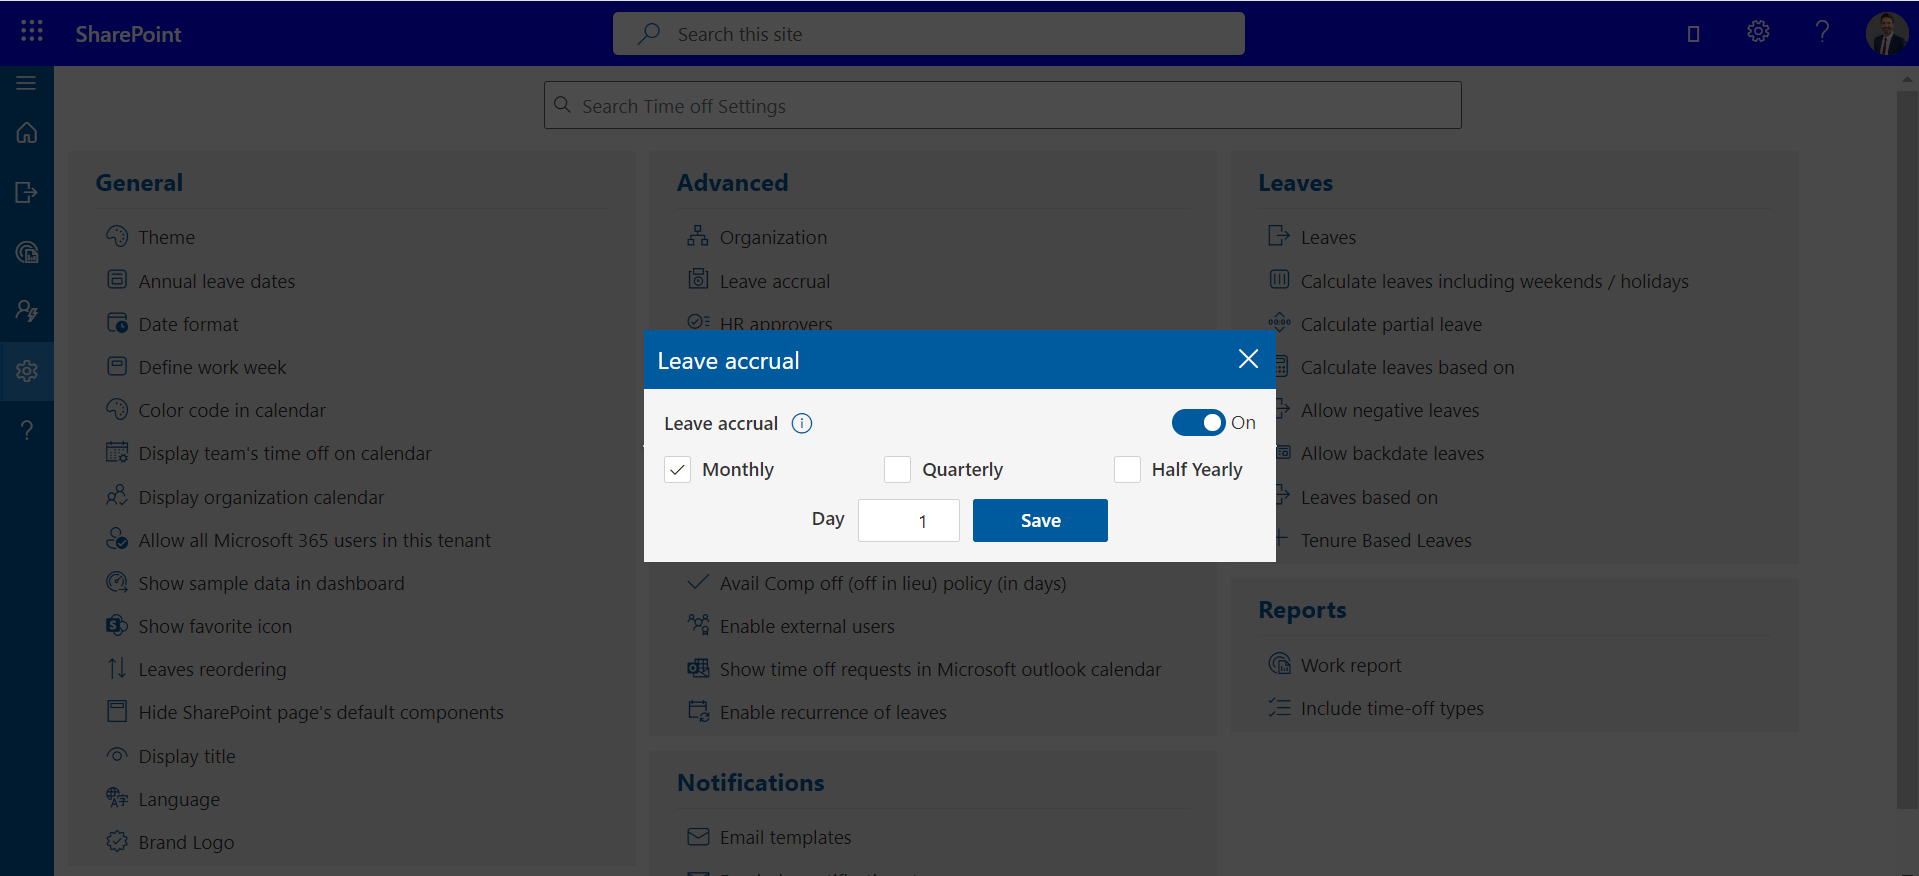 SharePoint
Search this site
Search Time off Settings
General
Theme
Annual leave dates
Date format
Define work week
Color code in calendar
Display team's time off on calendar
Display organization calendar
Allow all Microsoft 365 users in this tenant
Show sample data in dashboard
Show favorite icon
Leaves reordering
Hide SharePoint page's default components
Display title
Language
Brand Logo
Advanced
Organization
Leave accrual
HR approvers
Leave accrual
Leave accrual On
Monthly Quarterly Half Yearly
Day 1 Save
Avail Comp off (off in lieu) policy (in days)
Enable external users
Show time off requests in Microsoft outlook calendar
Enable recurrence of leaves
Notifications
Email templates
Leaves
Leaves
Calculate leaves including weekends / holidays
Calculate partial leave
Calculate leaves based on
Allow negative leaves
Allow backdate leaves
Leaves based on
Tenure Based Leaves
Reports
Work report
Include time-off types